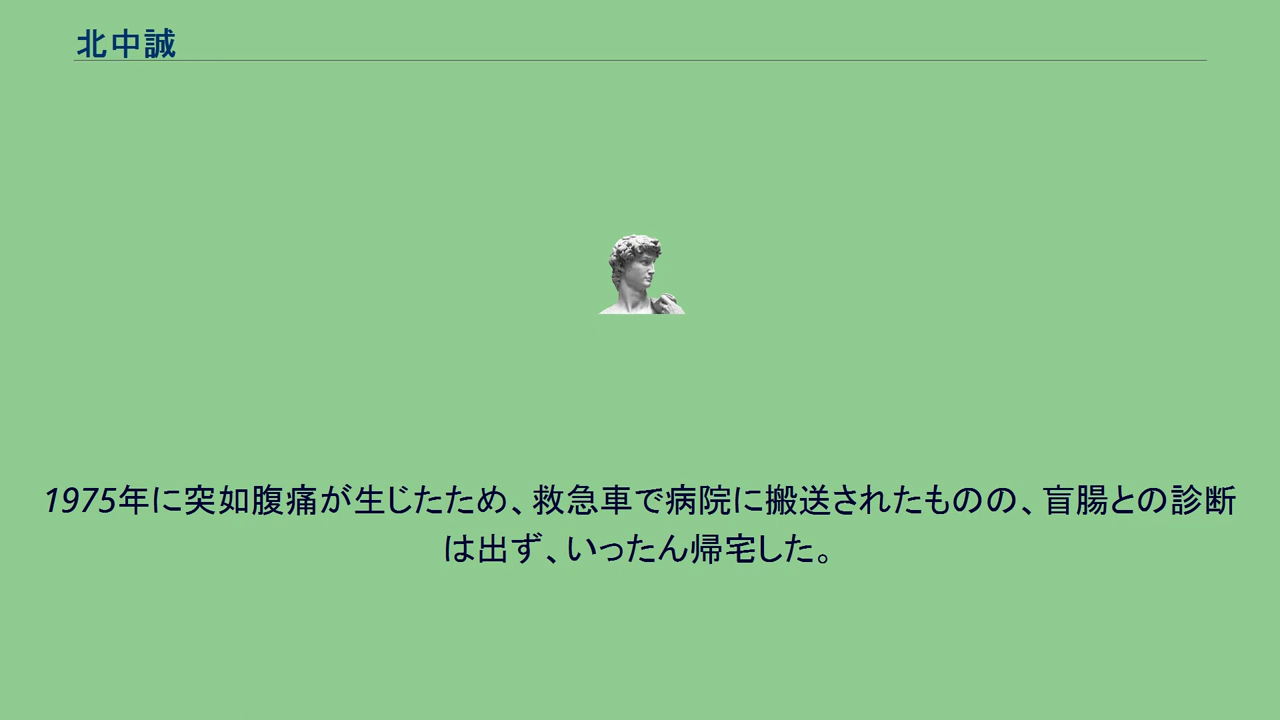 北中誠
1975年に突如腹痛が生じたため、救急車で病院に搬送されたものの、盲腸との診断
は出ず、いったん帰宅した。